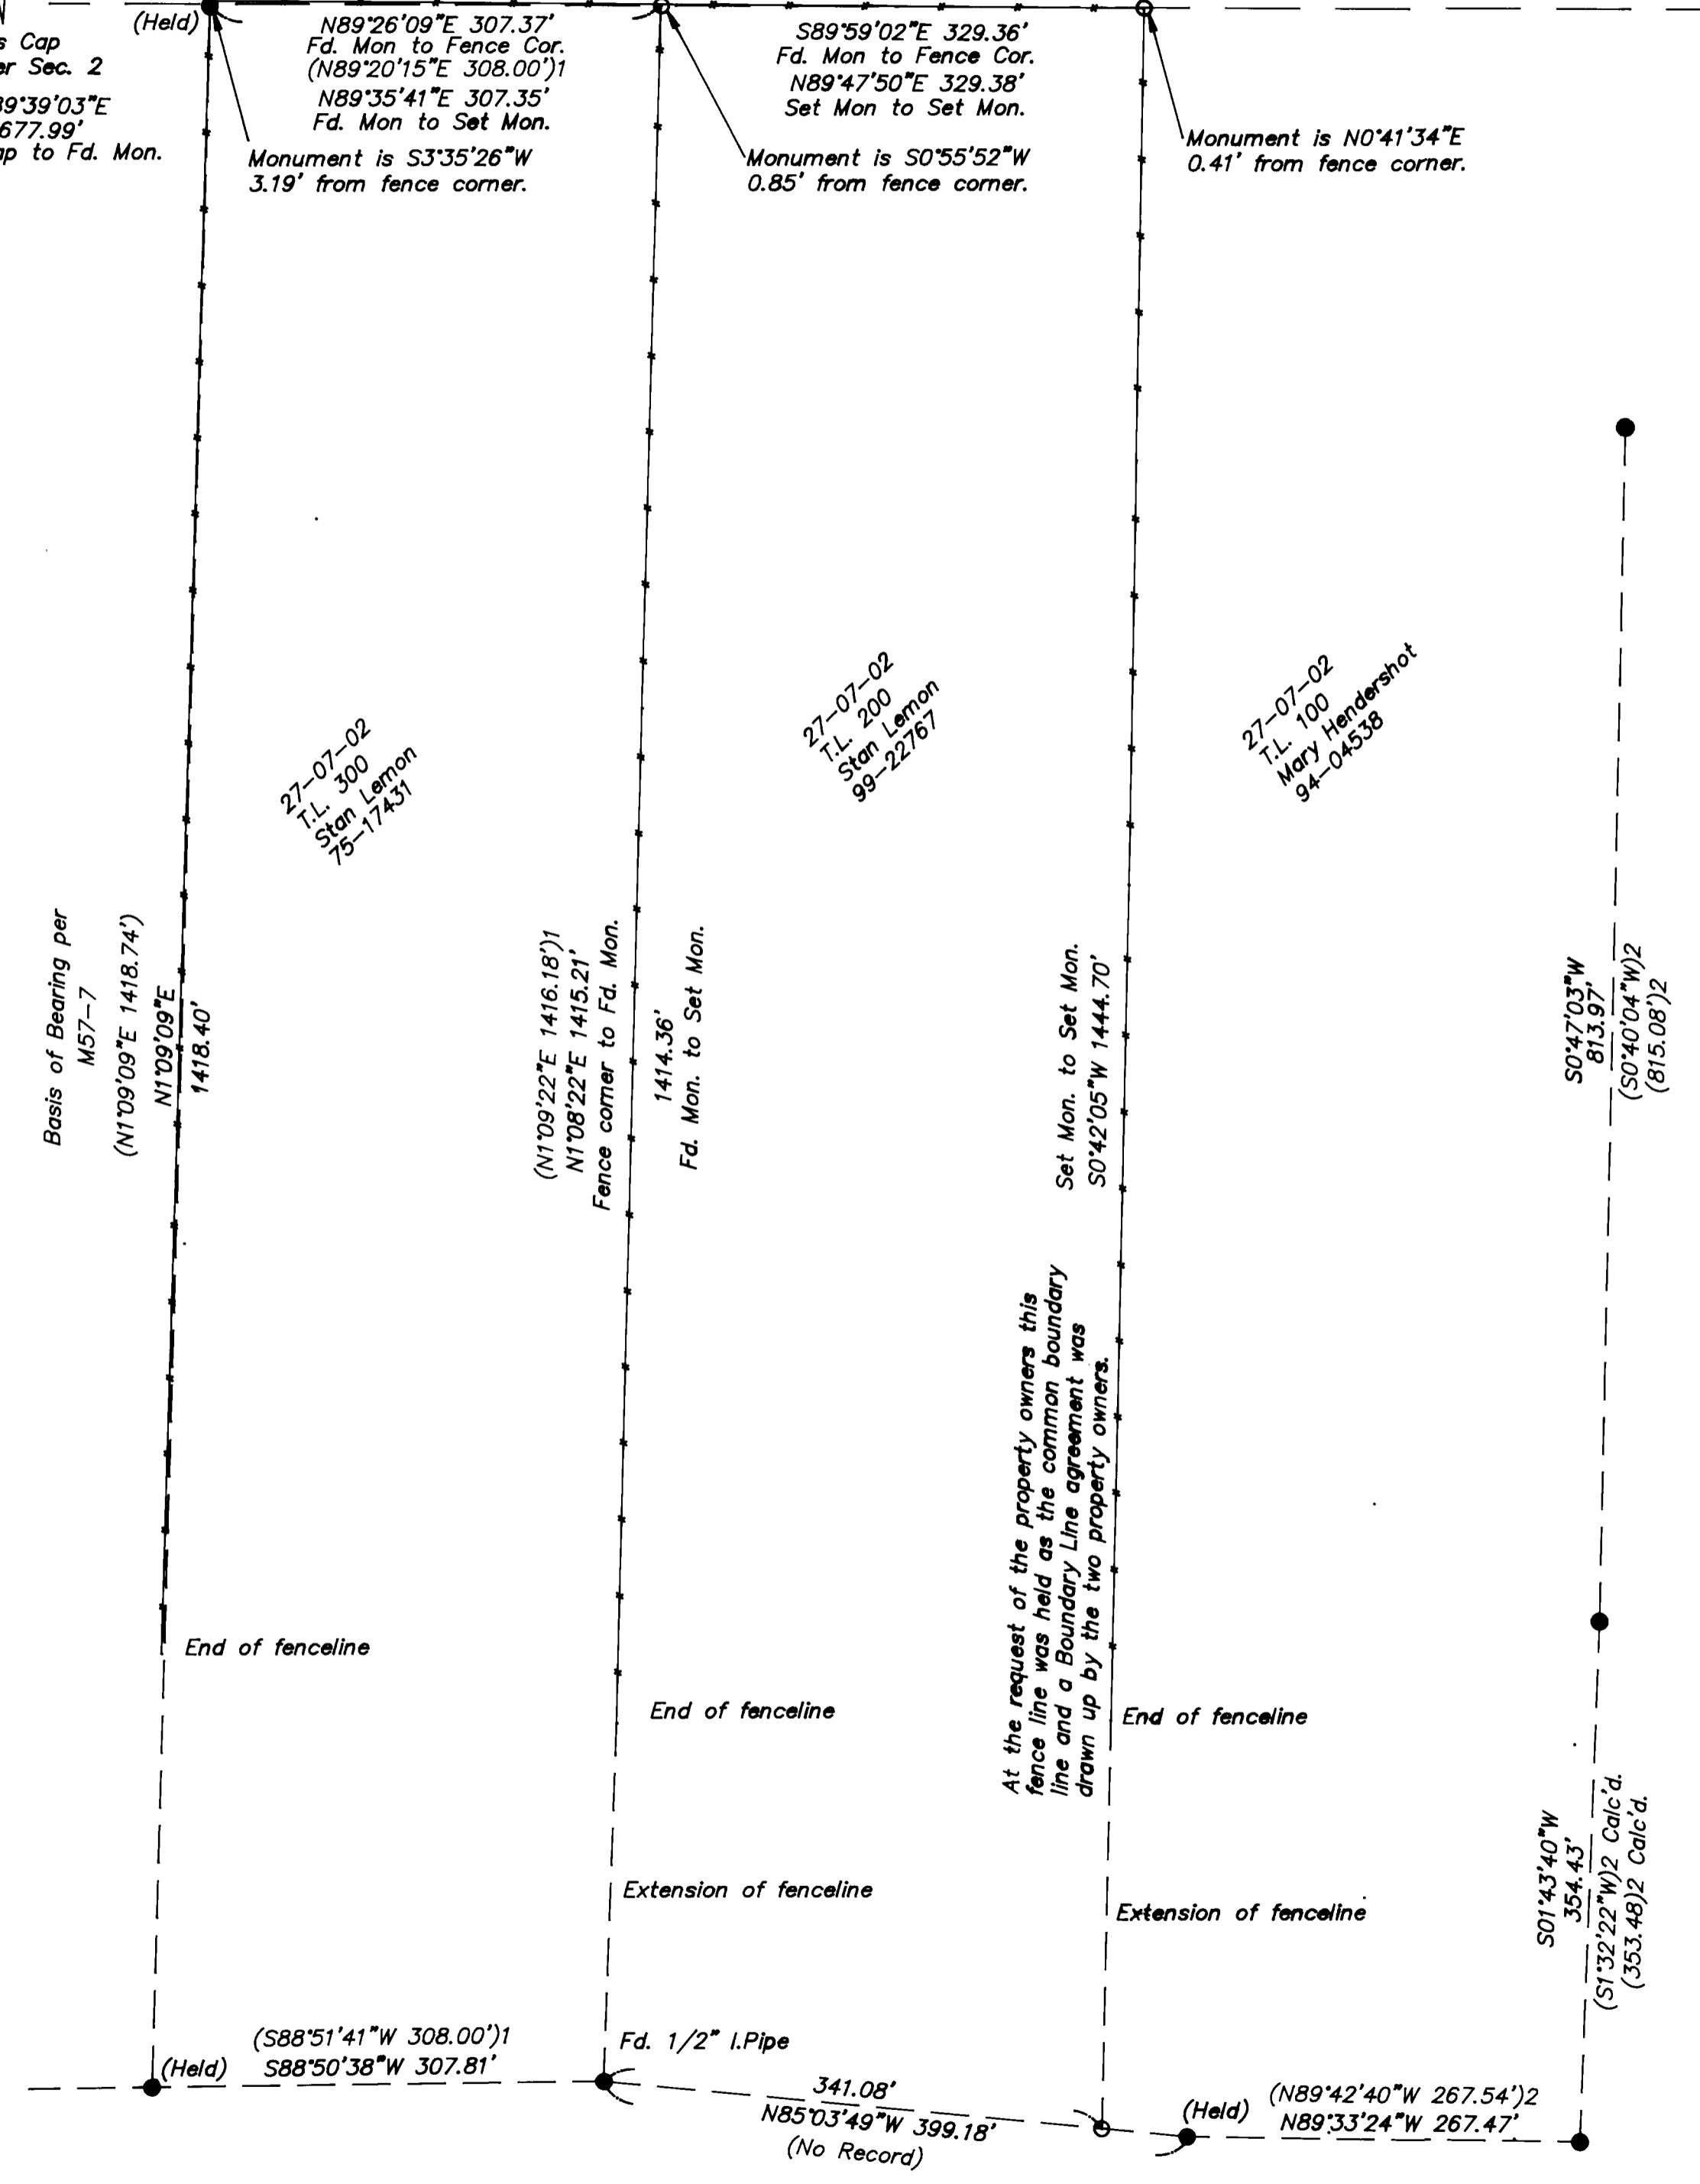 (Held)
s Cap
er Sec. 2
39°39'03"E
677.99'
ap to Fd. Mon.
N89°26'09"E 307.37'
Fd. Mon to Fence Cor.
(N89°20'15"E 308.00')1
N89°35'41"E 307.35'
Fd. Mon to Set Mon.
S89°59'02"E 329.36'
Fd. Mon to Fence Cor.
N89°47'50"E 329.38'
Set Mon to Set Mon.
Monument is S3°35'26"W
3.19' from fence corner.
Monument is S0°55'52"W
0.85' from fence corner.
Monument is N0°41'34"E
0.41' from fence corner.
27-07-02
T.L. 300
Stan Lemon
75-17431
27-07-02
T.L. 200
Stan Lemon
99-22767
27-07-02
T.L. 100
Mary Hendershot
94-04538
Basis of Bearing per
M57-7
(N1°09'09"E 1418.74')
N1°09'09"E
1418.40'
(N1°09'22"E 1416.18')1
N1°08'22"E 1415.21'
Fence corner to Fd. Mon.
1414.36'
Fd. Mon. to Set Mon.
Set Mon. to Set Mon.
S0°42'05"W 1444.70'
S0°47'03"W
813.97'
(S0°40'04"W)2
(815.08')2
At the request of the property owners this
fence line was held as the common boundary
line and a Boundary Line agreement was
drawn up by the two property owners.
End of fenceline
End of fenceline
End of fenceline
Extension of fenceline
Extension of fenceline
S01°43'40"W
354.43'
(S1°32'22"W)2 Calc'd.
(353.48)2 Calc'd.
(S88°51'41"W 308.00')1
(Held) S88°50'38"W 307.81'
Fd. 1/2" I.Pipe
341.08'
N85°03'49"W 399.18'
(No Record)
(Held)
(N89°42'40"W 267.54')2
N89°33'24"W 267.47'